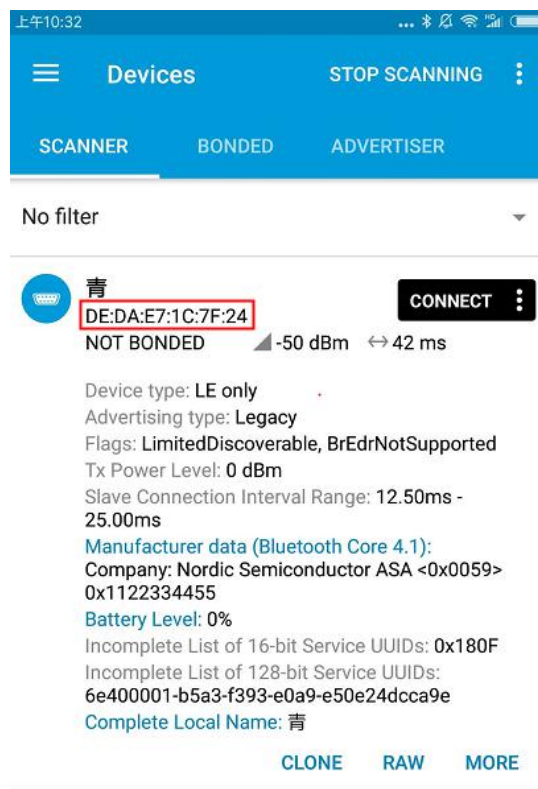 上午10:32 ... HD
Devices STOP SCANNING
SCANNER BONDED ADVERTISER
No filter
青
DE:DA:E7:1C:7F:24 CONNECT
NOT BONDED -50 dBm ↔ 42 ms
Device type: LE only
Advertising type: Legacy
Flags: LimitedDiscoverable, BrEdrNotSupported
Tx Power Level: 0 dBm
Slave Connection Interval Range: 12.50ms -
25.00ms
Manufacturer data (Bluetooth Core 4.1):
Company: Nordic Semiconductor ASA <0x0059>
0x1122334455
Battery Level: 0%
Incomplete List of 16-bit Service UUIDs: 0x180F
Incomplete List of 128-bit Service UUIDs:
6e400001-b5a3-f393-e0a9-e50e24dcca9e
Complete Local Name: 青
CLONE RAW MORE